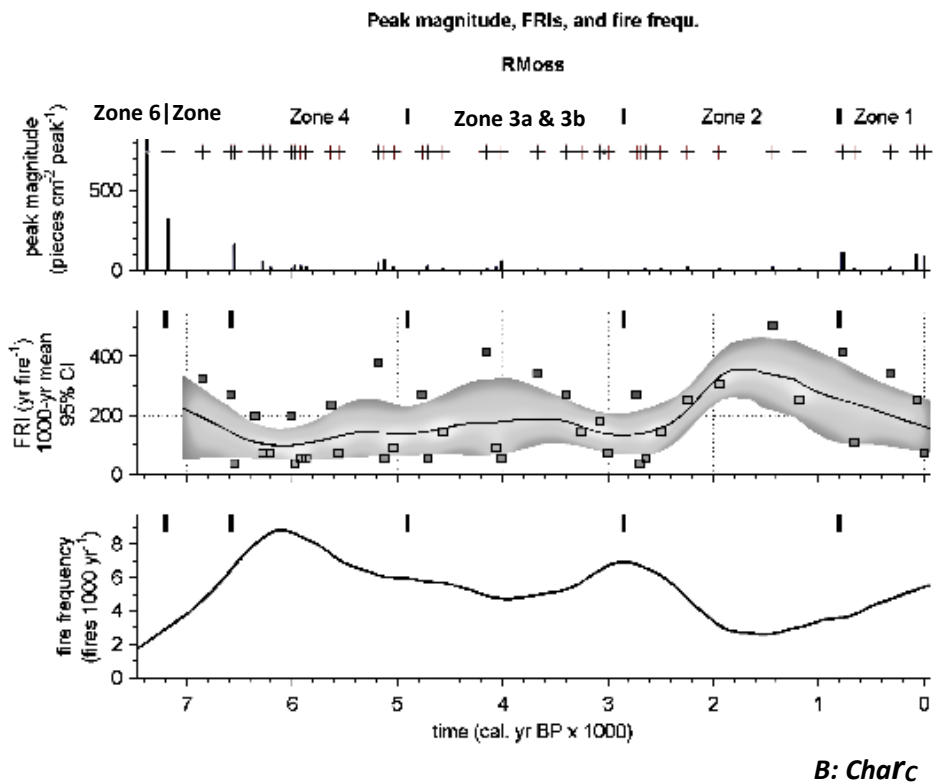 Peak magnitude, FRIs, and fire frequ.
RMoss
Zone 6|Zone
Zone 4
Zone 3a & 3b
Zone 2
Zone 1
peak magnitude
(pieces cm⁻² peak⁻¹)
500
0
FRI (yr fire⁻¹)
1000-yr mean
95% CI
400
200
0
fire frequency
(fires 1000 yr⁻¹)
8
6
4
2
0
7 6 5 4 3 2 1 0
time (cal. yr BP x 1000)
B: Charc